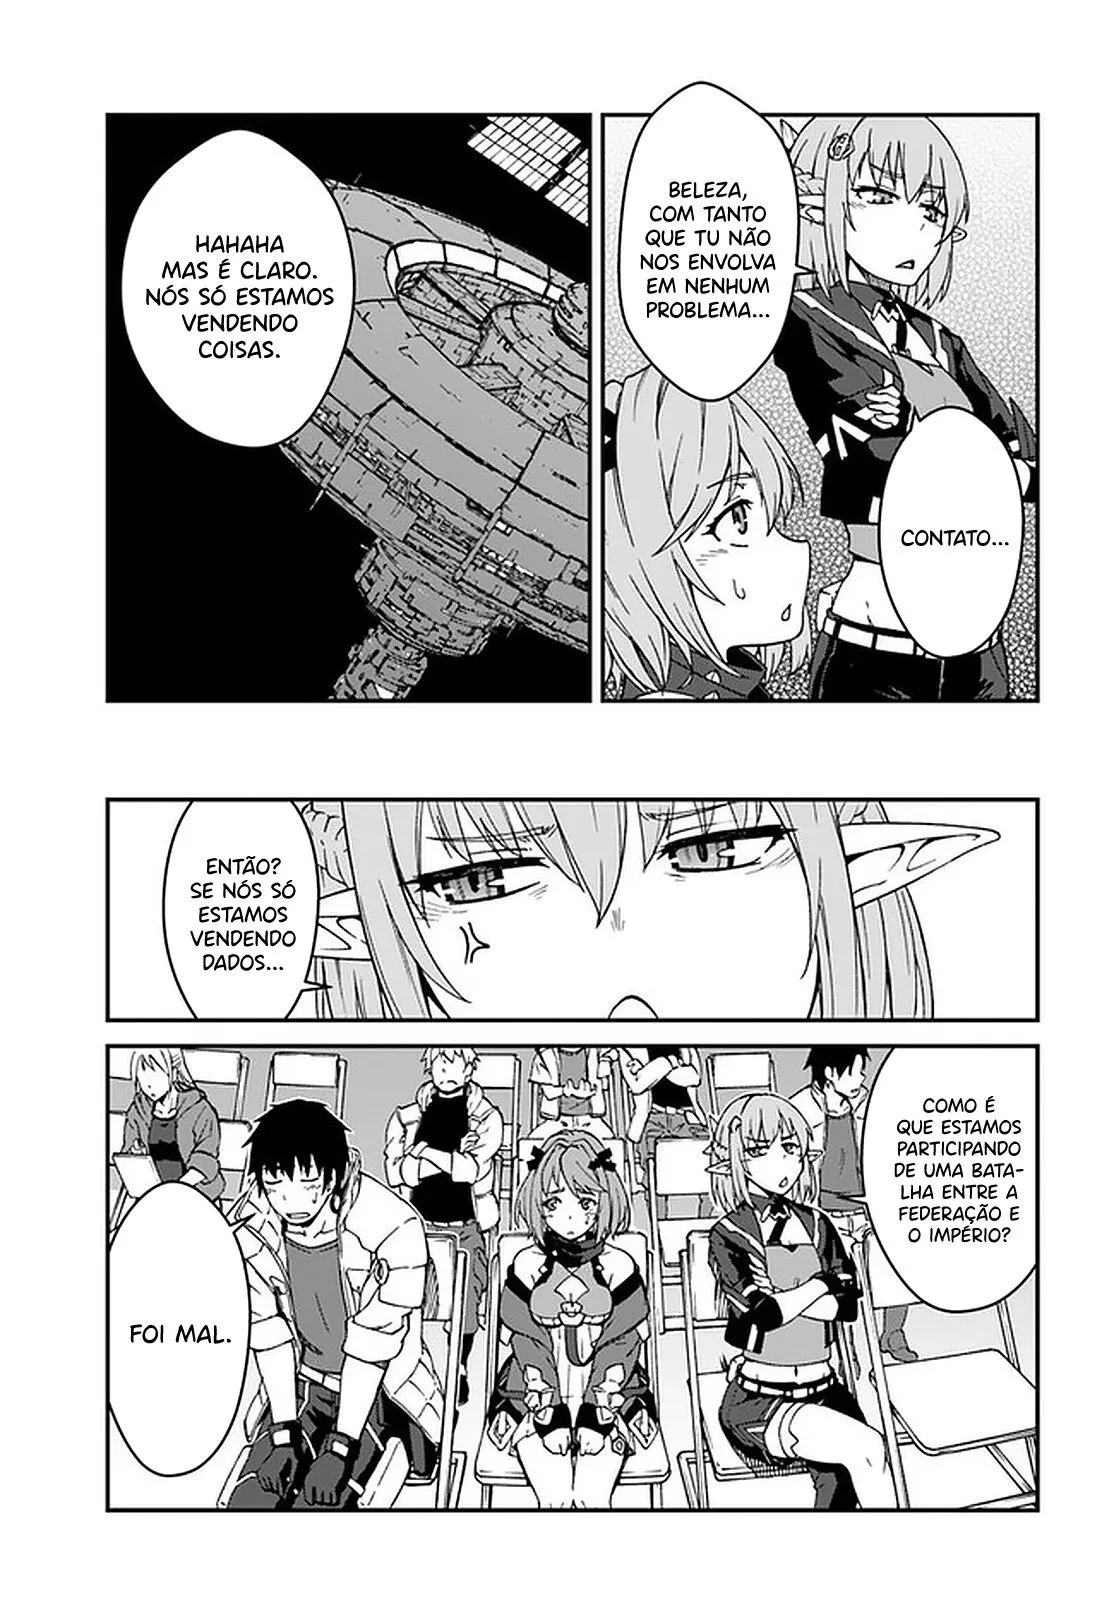 BELEZA,
COM TANTO
QUE TU NÃO
NOS ENVOLVA
EM NENHUM
PROBLEMA...
CONTATO...
HAHAHA
MAS É CLARO.
NÓS SÓ ESTAMOS
VENDENDO
COISAS.
ENTÃO?
SE NÓS SÓ
ESTAMOS
VENDENDO
DADOS...
COMO É
QUE ESTAMOS
PARTICIPANDO
DE UMA BATA-
LHA ENTRE A
FEDERAÇÃO E
O IMPÉRIO?
FOI MAL.